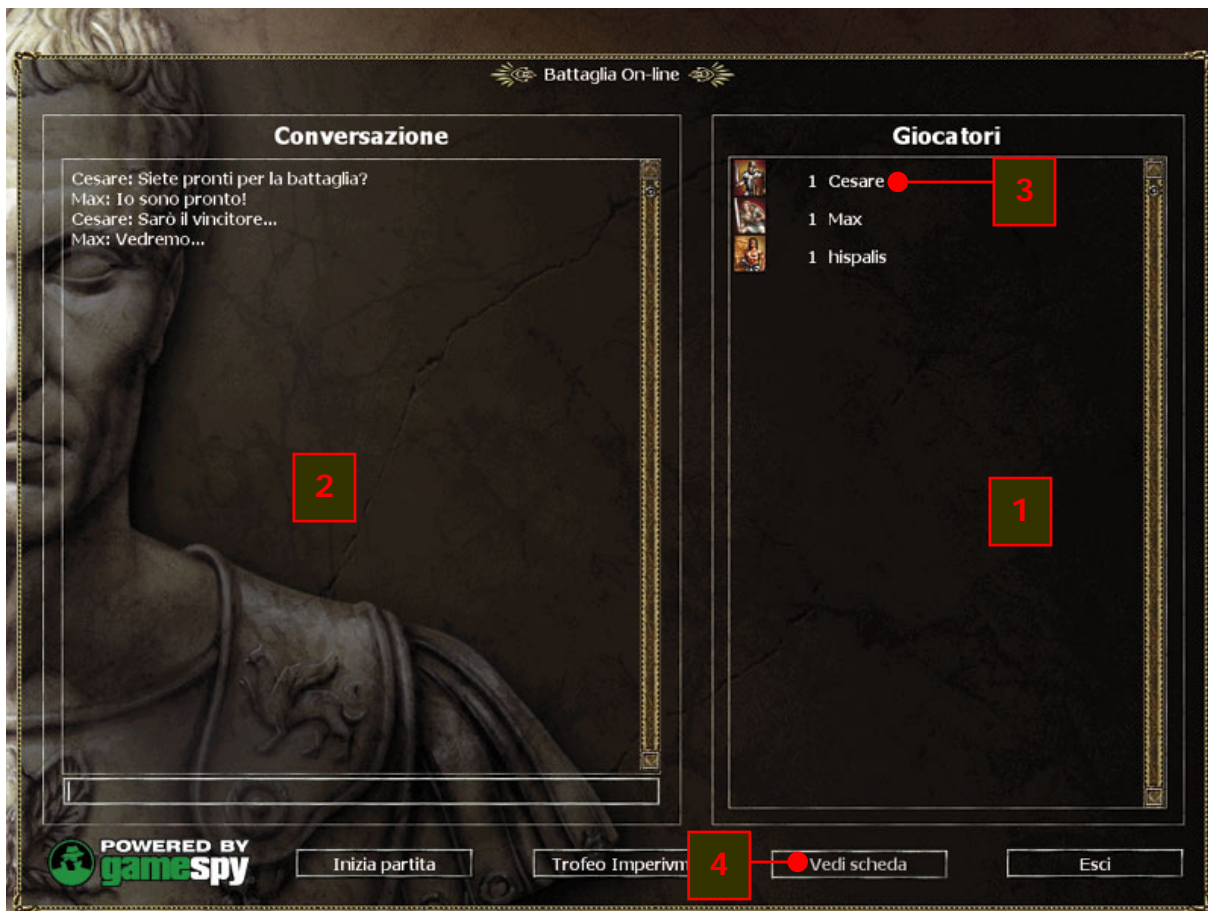 Battaglia On-line
Conversazione
Cesare: Siete pronti per la battaglia?
Max: Io sono pronto!
Cesare: Sarò il vincitore...
Max: Vedremo...
2
Giocatori
1 Cesare
3
1 Max
1 hispalis
1
POWERED BY
gamespy
Inizia partita
Trofeo Imperivm
4
Vedi scheda
Esci